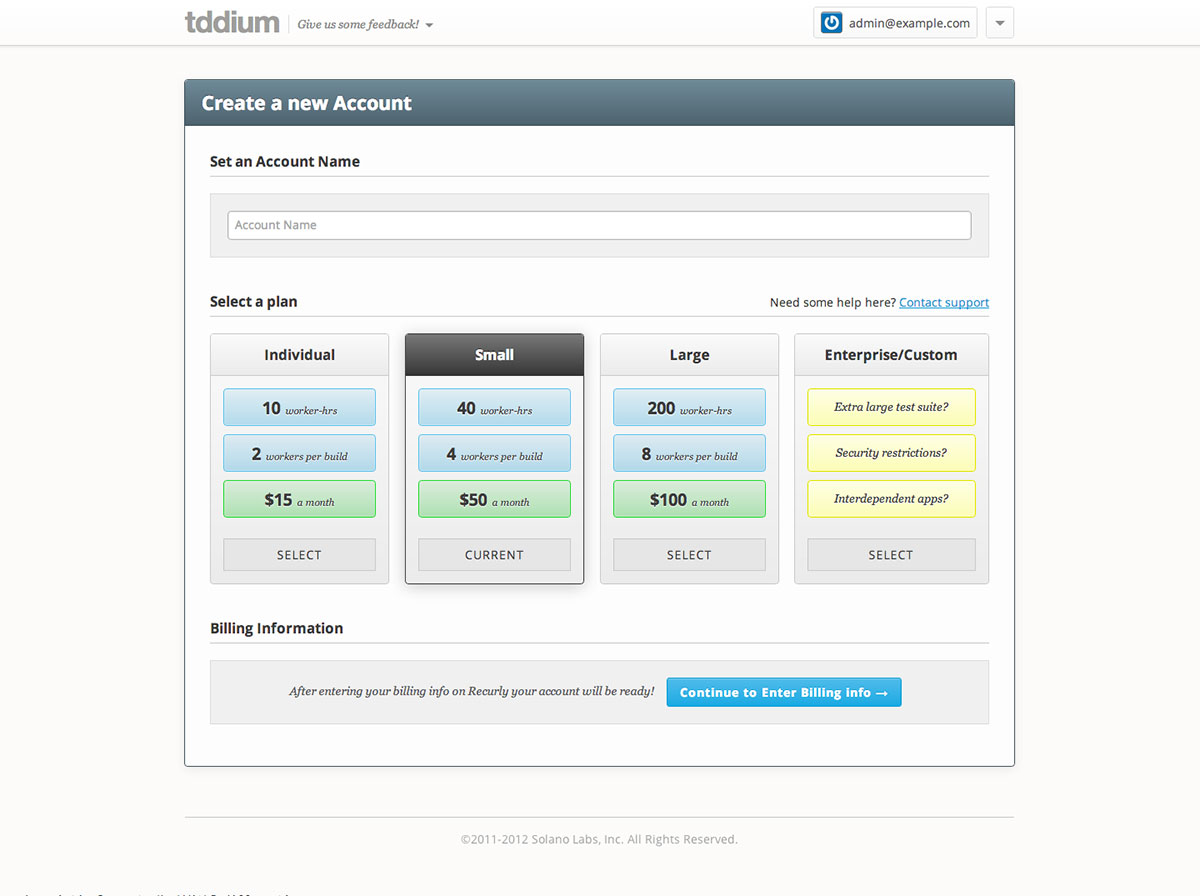 tddium Give us some feedback! admin@example.com
Create a new Account
Set an Account Name
Account Name
Select a plan Need some help here? Contact support
Individual Small Large Enterprise/Custom
10 worker-hrs 40 worker-hrs 200 worker-hrs Extra large test suite?
2 workers per build 4 workers per build 8 workers per build Security restrictions?
$15 a month $50 a month $100 a month Interdependent apps?
SELECT CURRENT SELECT SELECT
Billing Information
After entering your billing info on Recurly your account will be ready! Continue to Enter Billing Info →
©2011-2012 Solano Labs, Inc. All Rights Reserved.